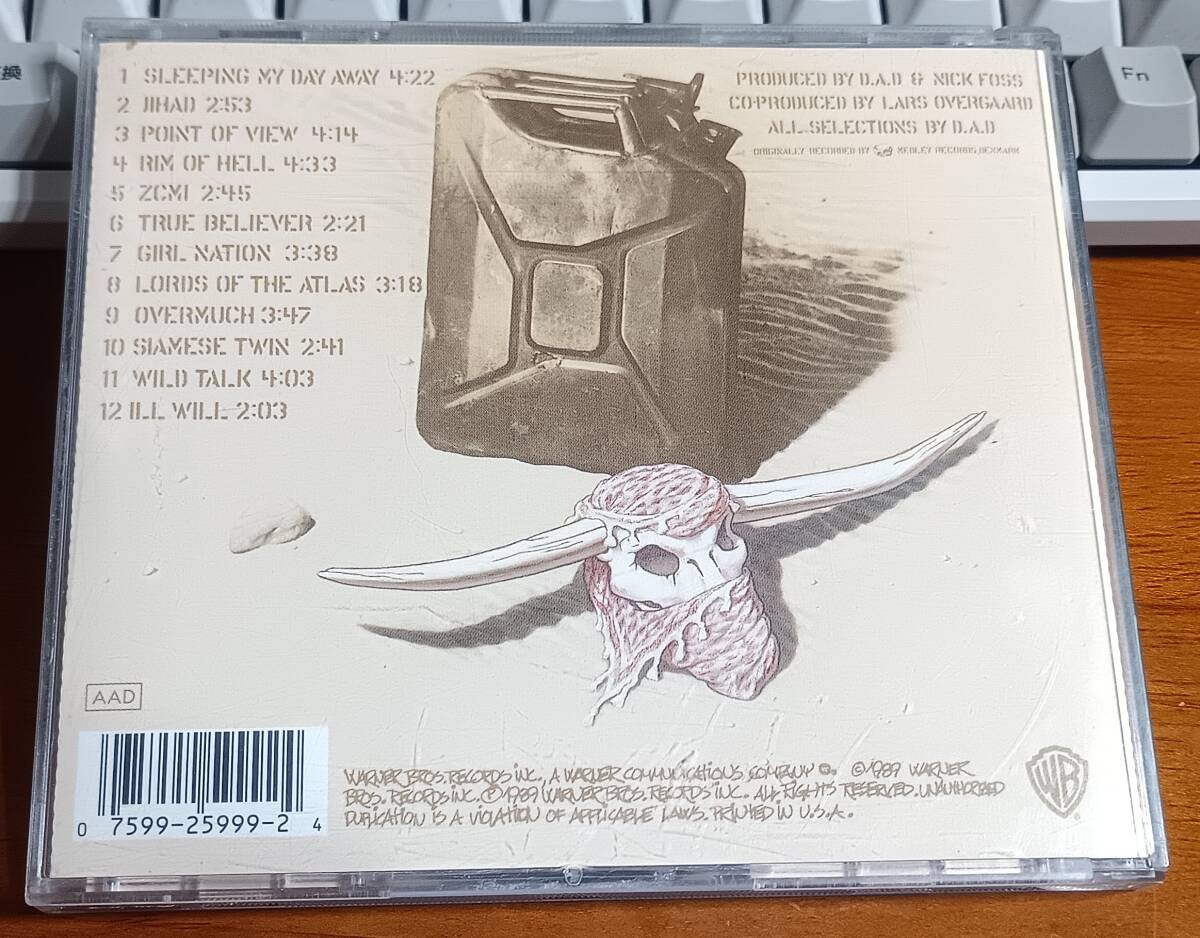 換
Fn
1 SLEEPING MY DAY AWAY 4:22
2 JIHAD 2:53
3 POINT OF VIEW 4:14
4 RIM OF HELL 4:33
5 ZCMI 2:45
6 TRUE BELIEVER 2:21
7 GIRL NATION 3:38
8 LORDS OF THE ATLAS 3:18
9 OVERMUCH 3:47
10 SIAMESE TWIN 2:41
11 WILD TALK 4:03
12 ILL WILL 2:03
PRODUCED BY D.A.D & NICK FOSS
CO-PRODUCED BY LARS OVERGAARD
ALL SELECTIONS BY D.A.D
ORIGINALLY RECORDED BY MEDLEY RECORDS, DENMARK
AAD
0 7599-25999-2 4
WARNER BROS. RECORDS INC., A WARNER COMMUNICATIONS COMPANY ©1989 WARNER
BROS. RECORDS INC. ℗1989 WARNER BROS. RECORDS INC. ALL RIGHTS RESERVED. UNAUTHORIZED
DUPLICATION IS A VIOLATION OF APPLICABLE LAWS. PRINTED IN U.S.A.
WB